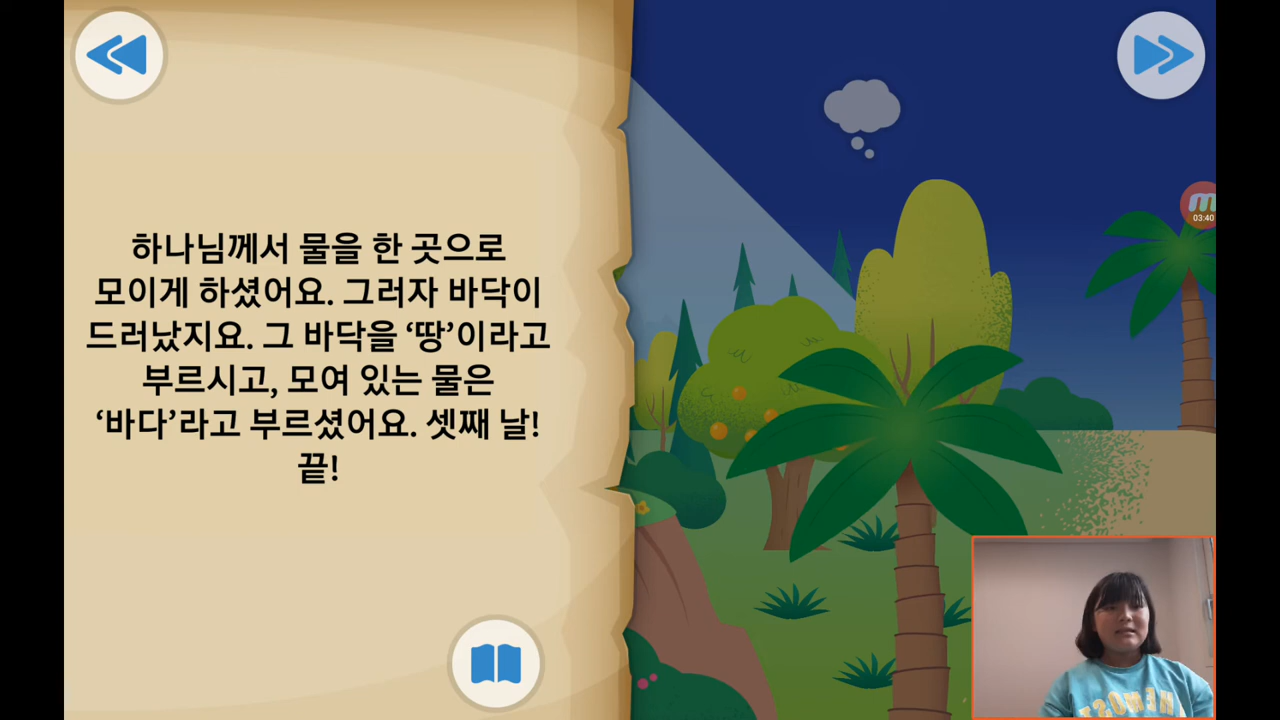 하나님께서 물을 한 곳으로
모이게 하셨어요. 그러자 바닥이
드러났지요. 그 바닥을 ‘땅’이라고
부르시고, 모여 있는 물은
‘바다’라고 부르셨어요. 셋째 날!
끝!
03:40